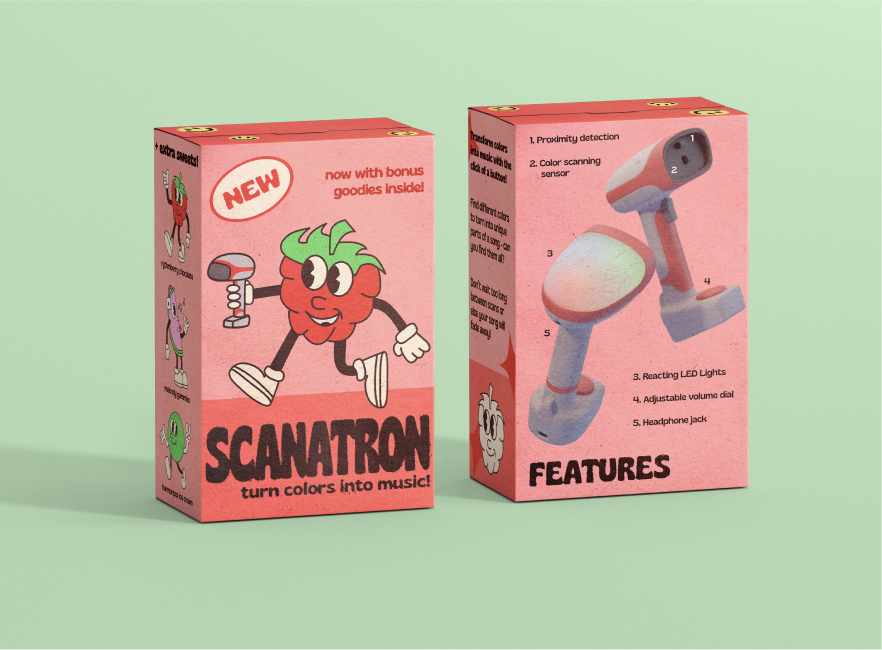 + extra sweets!
NEW
now with bonus
goodies inside!
SCANATRON
turn colors into music!
Transform colors
into music with the
click of a button!
Find different colors
to turn into unique
parts of a song - can
you find them all?
Don't wait too long
between scans or
else your song will
fade away!
1. Proximity detection
2. Color scanning
sensor
1
2
3
4
5
3. Reacting LED Lights
4. Adjustable volume dial
5. Headphone jack
FEATURES